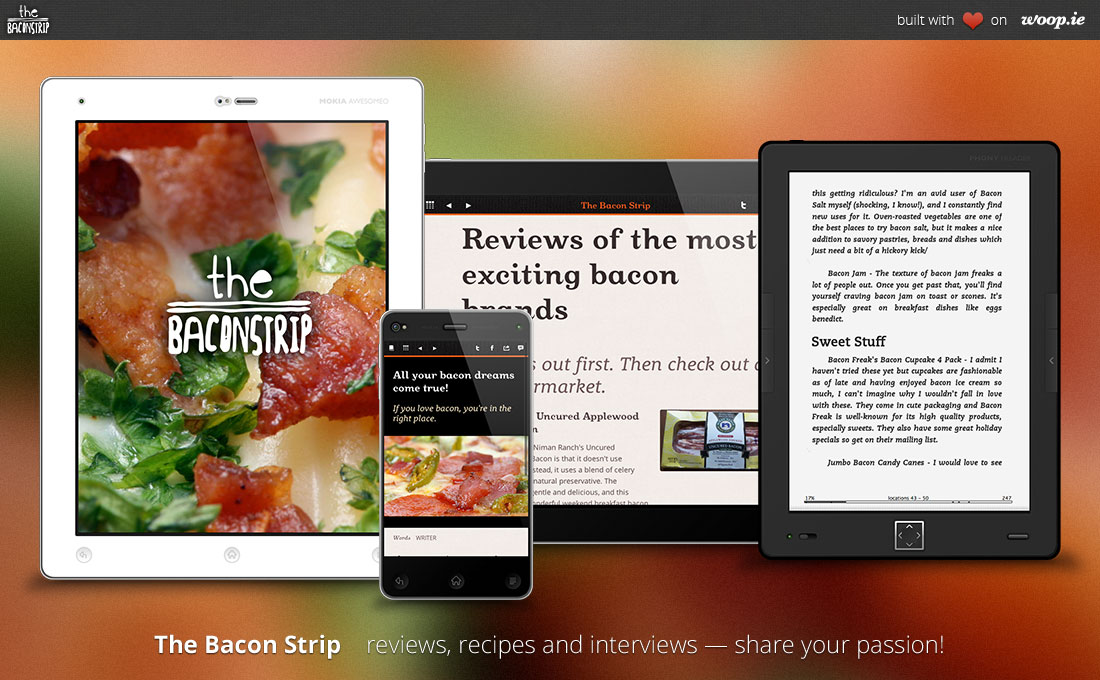 the
BACONSTRIP
built with ❤ on woop.ie
MOKIA AWESOMEO
the
BACONSTRIP
The Bacon Strip
Reviews of the most
exciting bacon
brands
s out first. Then check out
rmarket.
Uncured Applewood
n
Niman Ranch's Uncured
Bacon is that it doesn't use
stead, it uses a blend of celery
natural preservative. The
entle and delicious, and this
nderful weekend breakfast bacon
All your bacon dreams
come true!
If you love bacon, you're in the
right place.
Words WRITER
this getting ridiculous? I'm an avid user of Bacon
Salt myself (shocking, I know!), and I constantly find
new uses for it. Oven-roasted vegetables are one of
the best places to try bacon salt, but it makes a nice
addition to savory pastries, breads and dishes which
just need a bit of a hickory kick/
Bacon Jam - The texture of bacon jam freaks a
lot of people out. Once you get past that, you'll find
yourself craving bacon jam on toast or scones. It's
especially great on breakfast dishes like eggs
benedict.
Sweet Stuff
Bacon Freak's Bacon Cupcake 4 Pack - I admit I
haven't tried these yet but cupcakes are fashionable
as of late and having enjoyed bacon ice cream so
much, I can't imagine why I wouldn't fall in love
with these. They come in cute packaging and Bacon
Freak is well-known for its high quality products,
especially sweets. They also have some great holiday
specials so get on their mailing list.
Jumbo Bacon Candy Canes - I would love to see
17% locations 43 - 50 247
The Bacon Strip reviews, recipes and interviews — share your passion!